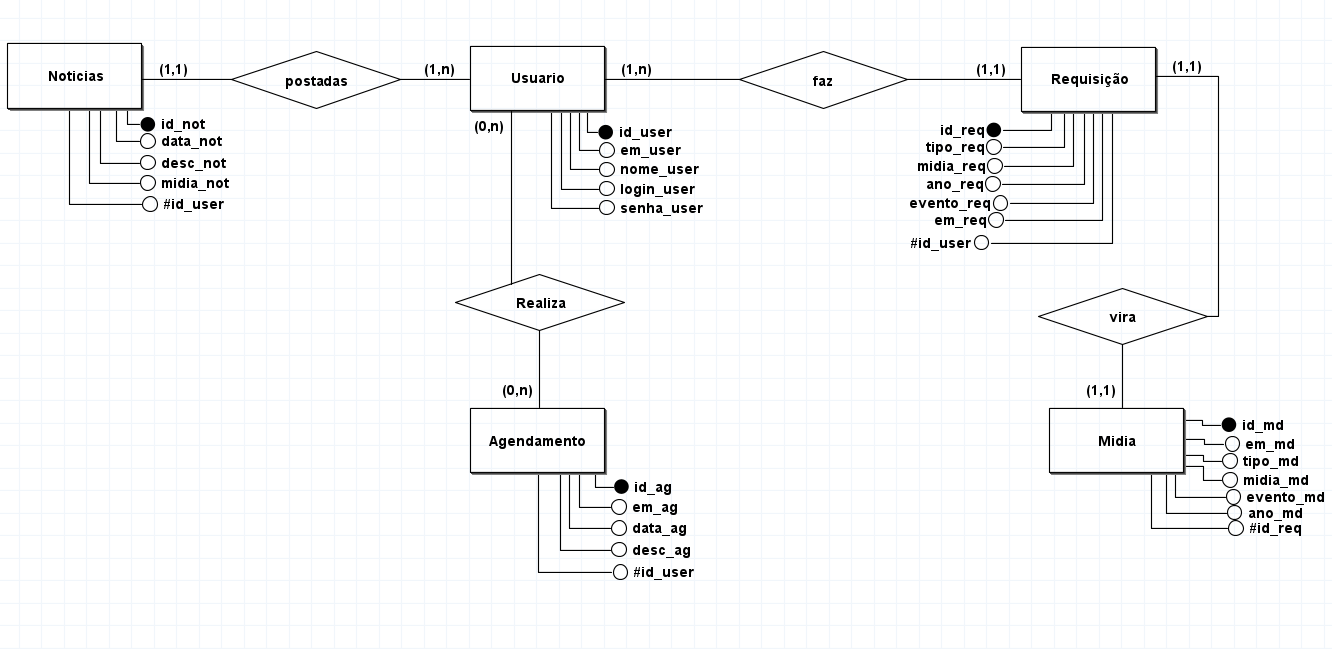 Noticias
(1,1)
postadas
(1,n)
Usuario
(1,n)
faz
(1,1)
Requisição
(1,1)
id_not
data_not
desc_not
midia_not
#id_user
(0,n)
id_user
em_user
nome_user
login_user
senha_user
id_req
tipo_req
midia_req
ano_req
evento_req
em_req
#id_user
Realiza
vira
(0,n)
(1,1)
Agendamento
Midia
id_ag
em_ag
data_ag
desc_ag
#id_user
id_md
em_md
tipo_md
midia_md
evento_md
ano_md
#id_req